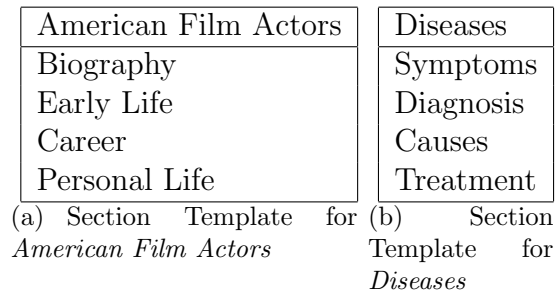 American Film Actors
Biography
Early Life
Career
Personal Life
(a) Section Template for
American Film Actors
Diseases
Symptoms
Diagnosis
Causes
Treatment
(b) Section
Template for
Diseases